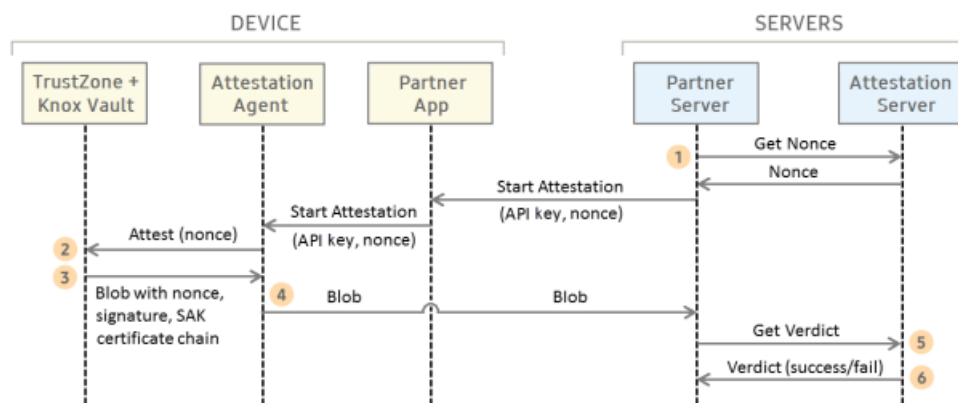 DEVICE
SERVERS
TrustZone +
Knox Vault
Attestation
Agent
Partner
App
Partner
Server
Attestation
Server
1
Get Nonce
Nonce
Start Attestation
(API key, nonce)
Start Attestation
(API key, nonce)
2
Attest (nonce)
3
Blob with nonce,
signature, SAK
certificate chain
4
Blob
Blob
Get Verdict
5
Verdict (success/fail)
6